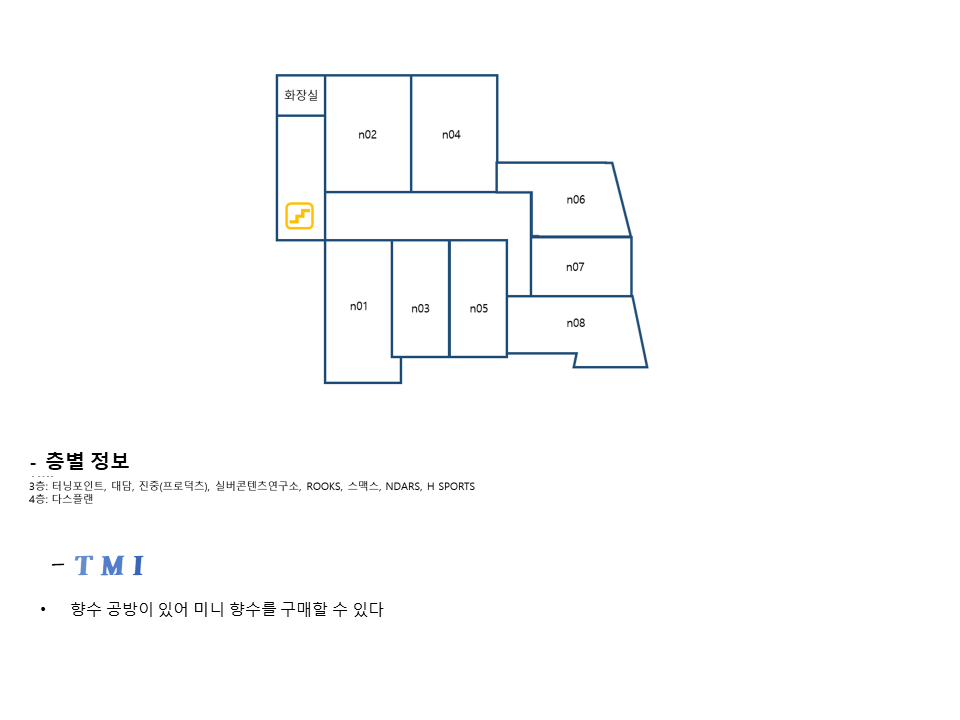 화장실
n02
n04
n06
n07
n01
n03
n05
n08
- 층별 정보
3층: 터닝포인트, 대담, 진중(프로덕츠), 실버콘텐츠연구소, ROOKS, 스맥스, NDARS, H SPORTS
4층: 다스플랜
- TMI
• 향수 공방이 있어 미니 향수를 구매할 수 있다